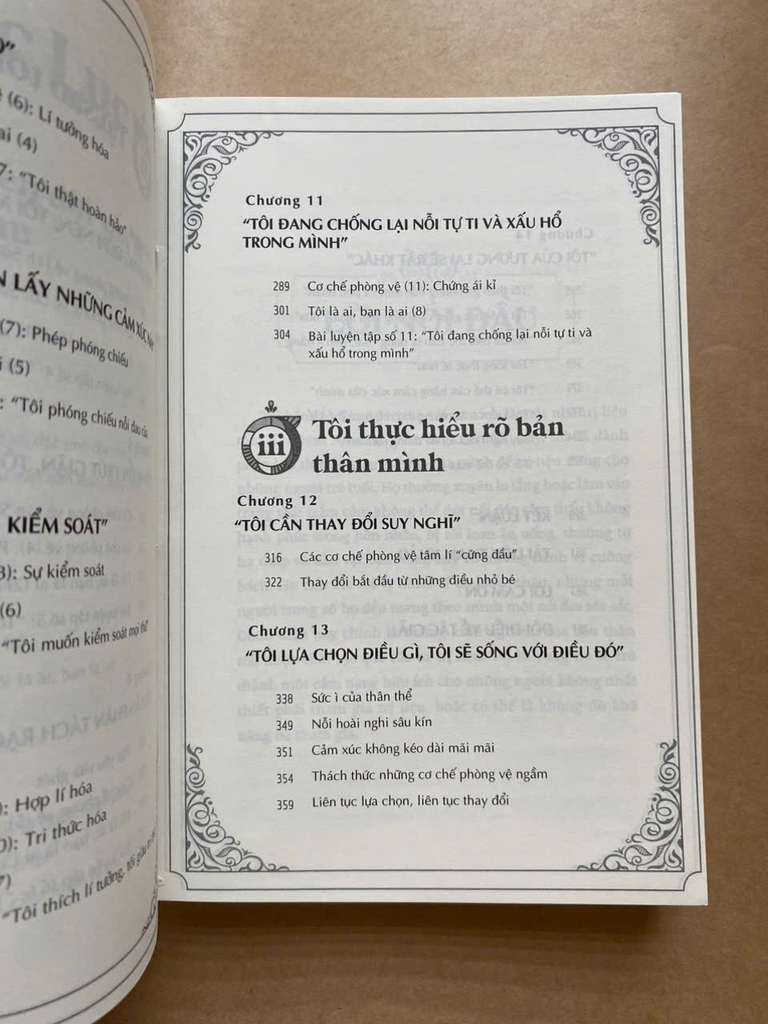 (6): Lí tưởng hóa
ai (4)
7: “Tôi thật hoàn hảo”
LẤY NHỮNG CẢM XÚC
(7): Phép phóng chiếu
(5)
: “Tôi phóng chiếu nỗi đau của
KIỂM SOÁT”
): Sự kiểm soát
(6)
“Tôi muốn kiểm soát mọi thứ”
): Hợp lí hóa
): Tri thức hóa
7)
“Tôi thích lí tưởng, tôi
Chương 11
“TÔI ĐANG CHỐNG LẠI NỖI TỰ TI VÀ XẤU HỔ
TRONG MÌNH”
289 Cơ chế phòng vệ (11): Chứng ái kỉ
301 Tôi là ai, bạn là ai (8)
304 Bài luyện tập số 11: “Tôi đang chống lại nỗi tự ti và
xấu hổ trong mình”
iii Tôi thực hiểu rõ bản
thân mình
Chương 12
“TÔI CẦN THAY ĐỔI SUY NGHĨ”
316 Các cơ chế phòng vệ tâm lí “cứng đầu”
322 Thay đổi bắt đầu từ những điều nhỏ bé
Chương 13
“TÔI LỰA CHỌN ĐIỀU GÌ, TÔI SẼ SỐNG VỚI ĐIỀU ĐÓ”
338 Sức ì của thân thể
349 Nỗi hoài nghi sâu kín
351 Cảm xúc không kéo dài mãi mãi
354 Thách thức những cơ chế phòng vệ ngầm
359 Liên tục lựa chọn, liên tục thay đổi